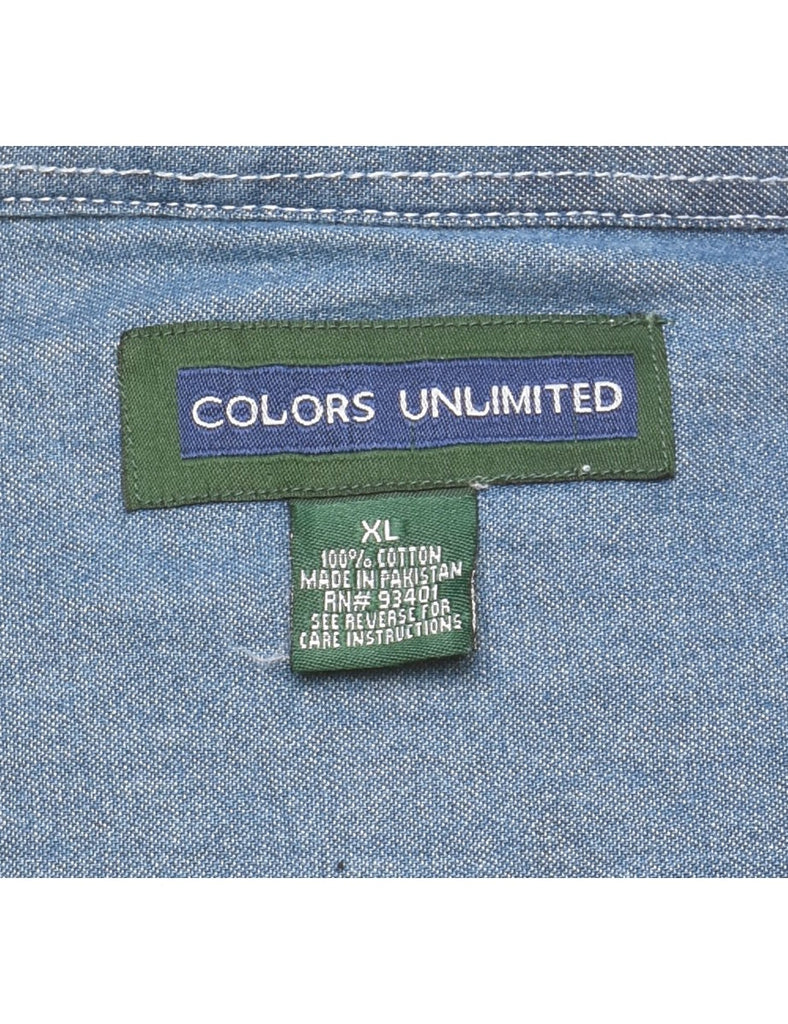 COLORS UNLIMITED
XL
100% COTTON
MADE IN PAKISTAN
RN# 93401
SEE REVERSE FOR
CARE INSTRUCTIONS